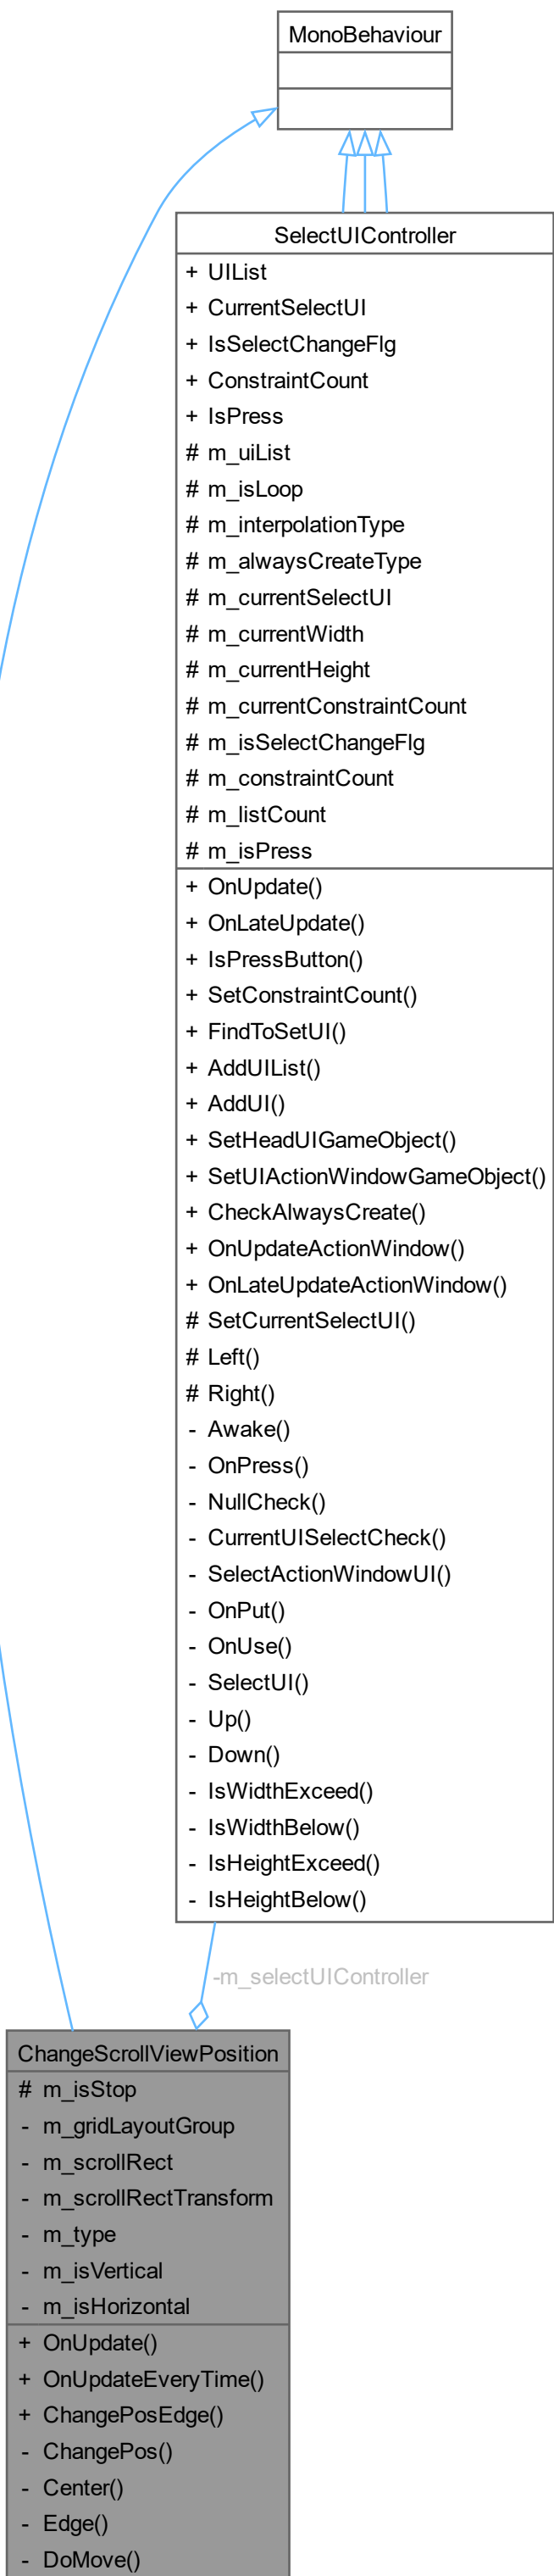 MonoBehaviour
SelectUIController
+ UIList
+ CurrentSelectUI
+ IsSelectChangeFlg
+ ConstraintCount
+ IsPress
# m_uiList
# m_isLoop
# m_interpolationType
# m_alwaysCreateType
# m_currentSelectUI
# m_currentWidth
# m_currentHeight
# m_currentConstraintCount
# m_isSelectChangeFlg
# m_constraintCount
# m_listCount
# m_isPress
+ OnUpdate()
+ OnLateUpdate()
+ IsPressButton()
+ SetConstraintCount()
+ FindToSetUI()
+ AddUIList()
+ AddUI()
+ SetHeadUIGameObject()
+ SetUIActionWindowGameObject()
+ CheckAlwaysCreate()
+ OnUpdateActionWindow()
+ OnLateUpdateActionWindow()
# SetCurrentSelectUI()
# Left()
# Right()
- Awake()
- OnPress()
- NullCheck()
- CurrentUISelectCheck()
- SelectActionWindowUI()
- OnPut()
- OnUse()
- SelectUI()
- Up()
- Down()
- IsWidthExceed()
- IsWidthBelow()
- IsHeightExceed()
- IsHeightBelow()
-m_selectUIController
ChangeScrollViewPosition
# m_isStop
- m_gridLayoutGroup
- m_scrollRect
- m_scrollRectTransform
- m_type
- m_isVertical
- m_isHorizontal
+ OnUpdate()
+ OnUpdateEveryTime()
+ ChangePosEdge()
- ChangePos()
- Center()
- Edge()
- DoMove()